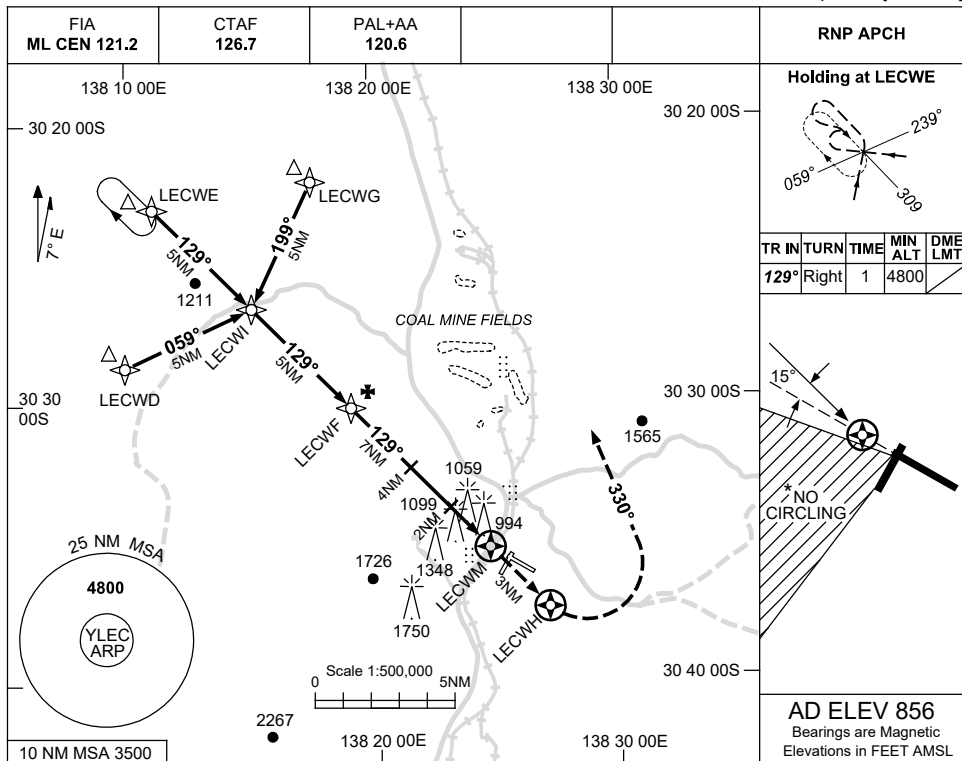 FIA
ML CEN 121.2
CTAF
126.7
PAL+AA
120.6
RNP APCH
138 10 00E
138 20 00E
138 30 00E
30 20 00S
30 20 00S
7° E
LECWE
LECWG
129°
5NM
199°
5NM
1211
059°
5NM
LECWI
LECWD
COAL MINE FIELDS
129°
5NM
30 30
00S
30 30 00S
LECWF
129°
7NM
4NM
1565
1059
1099
2NM
994
330°
1348
1726
LECWM
3NM
1750
LECWH
25 NM MSA
4800
YLEC
ARP
Scale 1:500,000
0
5NM
30 40 00S
2267
138 20 00E
138 30 00E
10 NM MSA 3500
Holding at LECWE
239°
059°
309
TR IN TURN TIME MIN ALT DME LMT
129° Right 1 4800
15°
*NO
CIRCLING
AD ELEV 856
Bearings are Magnetic
Elevations in FEET AMSL